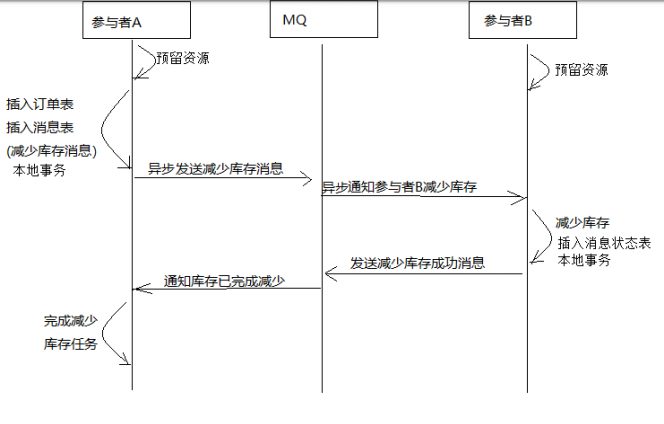 参与者A
MQ
参与者B
预留资源
预留资源
插入订单表
插入消息表
(减少库存消息)
本地事务
异步发送减少库存消息
异步通知参与者B减少库存
减少库存
插入消息状态表
本地事务
发送减少库存成功消息
通知库存已完成减少
完成减少
库存任务